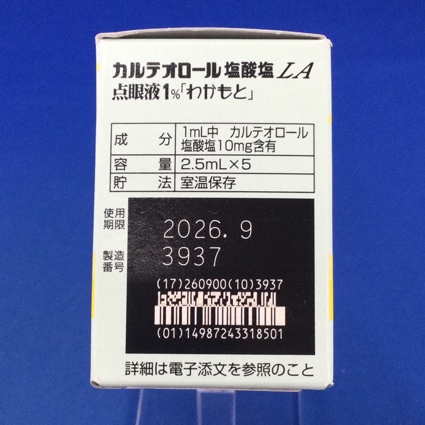 カルテオロール塩酸塩LA
点眼液1%「わかもと」
成分 1mL中 カルテオロール
塩酸塩10mg含有
容量 2.5mL×5
貯法 室温保存
使用
期限 2026.9
製造
番号 3937
(17)260900(10)3937
(01)14987243318501
詳細は電子添文を参照のこと